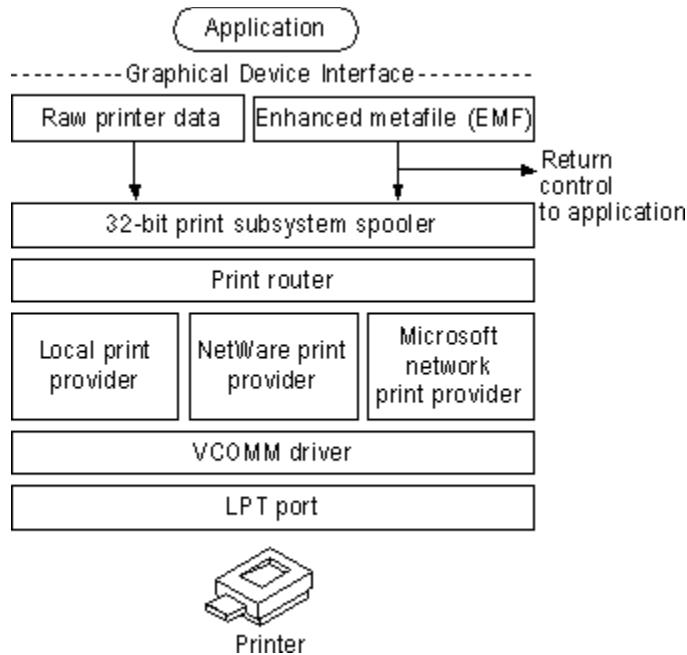 Application
Graphical Device Interface
Raw printer data
Enhanced metafile (EMF)
Return
control
to application
32-bit print subsystem spooler
Print router
Local print
provider
NetWare print
provider
Microsoft
network
print provider
VCOMM driver
LPT port
Printer